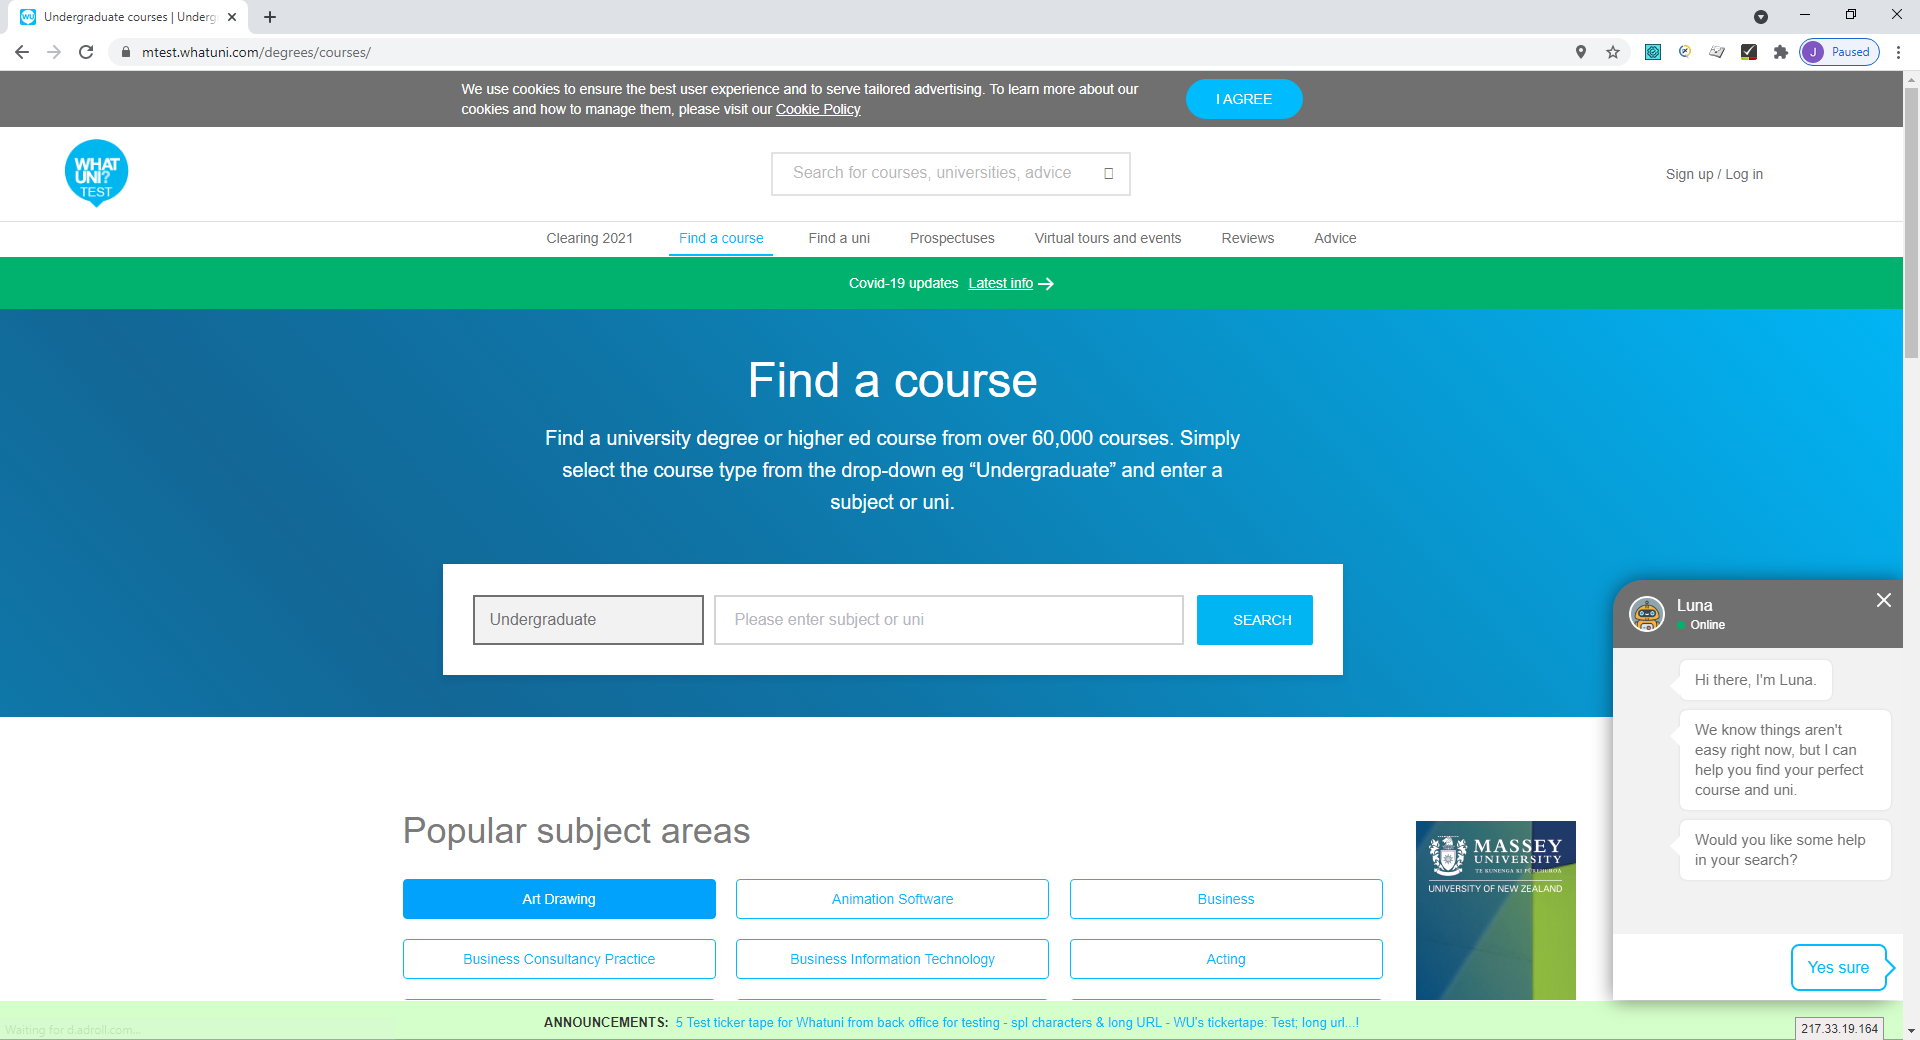 Undergraduate courses | Underg
mtest.whatuni.com/degrees/courses/
J Paused
We use cookies to ensure the best user experience and to serve tailored advertising. To learn more about our
cookies and how to manage them, please visit our Cookie Policy
I AGREE
WHAT
UNI?
TEST
Search for courses, universities, advice
Sign up / Log in
Clearing 2021 Find a course Find a uni Prospectuses Virtual tours and events Reviews Advice
Covid-19 updates Latest info
Find a course
Find a university degree or higher ed course from over 60,000 courses. Simply
select the course type from the drop-down eg “Undergraduate” and enter a
subject or uni.
Undergraduate Please enter subject or uni SEARCH
Luna
Online
Hi there, I'm Luna.
We know things aren't
easy right now, but I can
help you find your perfect
course and uni.
Would you like some help
in your search?
Yes sure
Popular subject areas
Art Drawing Animation Software Business
Business Consultancy Practice Business Information Technology Acting
MASSEY
UNIVERSITY
TE KUNENGA KI PŪREHUROA
UNIVERSITY OF NEW ZEALAND
Waiting for d.adroll.com...
ANNOUNCEMENTS: 5 Test ticker tape for Whatuni from back office for testing - spl characters & long URL - WU's tickertape: Test; long url...!
217.33.19.164